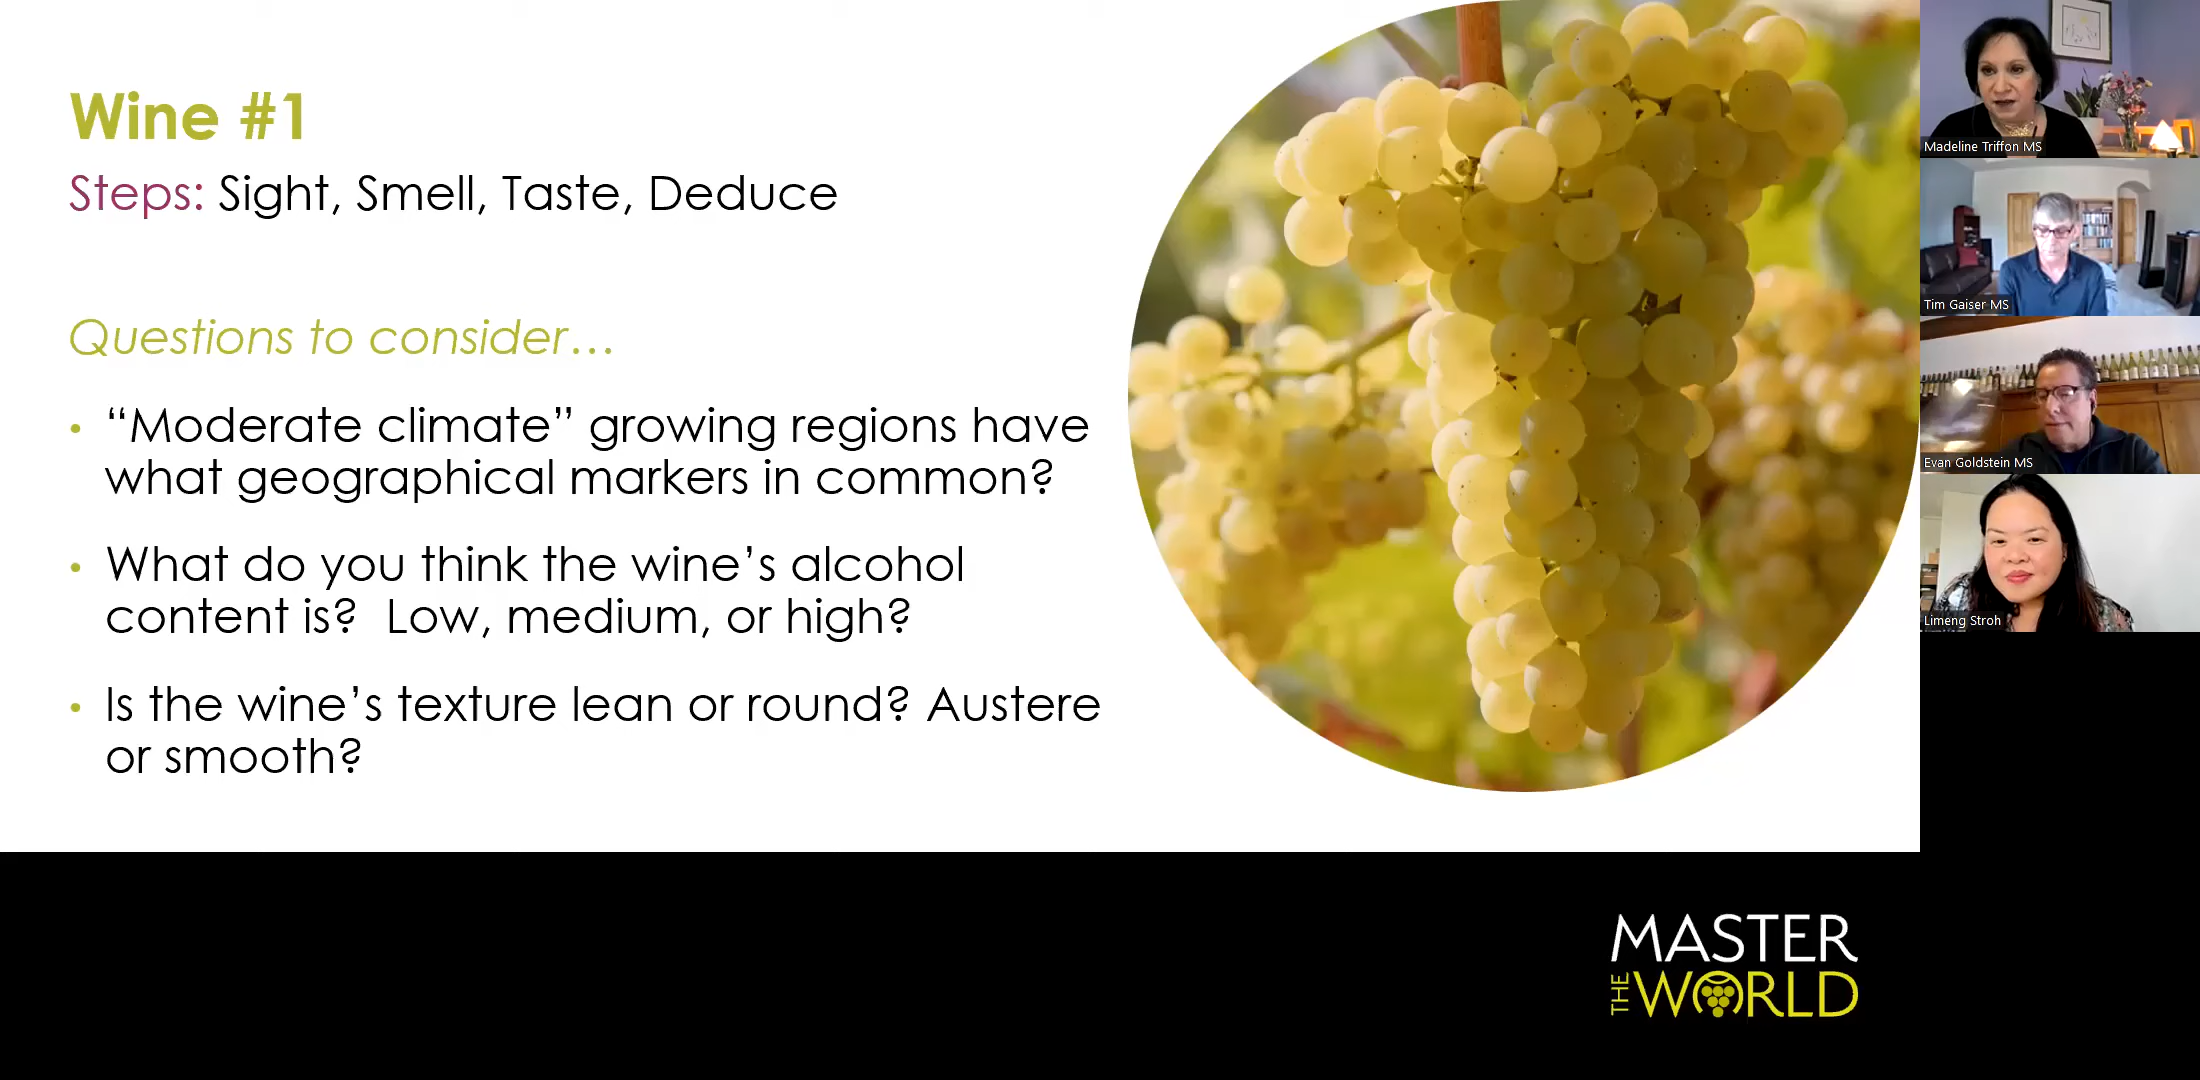 Wine #1
Steps: Sight, Smell, Taste, Deduce
Questions to consider…
• “Moderate climate” growing regions have
what geographical markers in common?
• What do you think the wine’s alcohol
content is?  Low, medium, or high?
• Is the wine’s texture lean or round? Austere
or smooth?
Madeline Triffon MS
Tim Gaiser MS
Evan Goldstein MS
Limeng Stroh
MASTER
THE WORLD